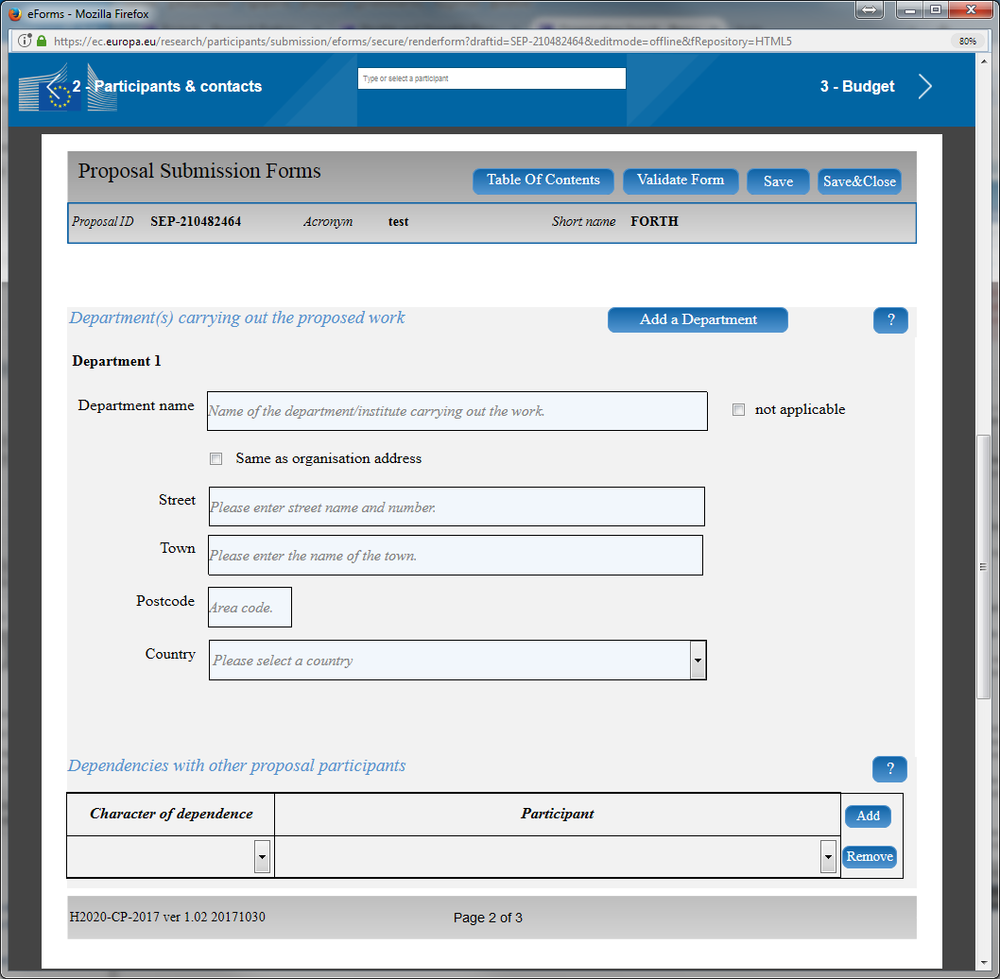 eForms - Mozilla Firefox
https://ec.europa.eu/research/participants/submission/eforms/secure/renderform?draftid=SEP-210482464&editmode=offline&fRepository=HTML5 80%
2 - Participants & contacts Type or select a participant 3 - Budget
Proposal Submission Forms Table Of Contents Validate Form Save Save&Close
Proposal ID SEP-210482464 Acronym test Short name FORTH
Department(s) carrying out the proposed work Add a Department ?
Department 1
Department name Name of the department/institute carrying out the work. not applicable
Same as organisation address
Street Please enter street name and number.
Town Please enter the name of the town.
Postcode Area code.
Country Please select a country
Dependencies with other proposal participants ?
Character of dependence Participant Add
Remove
H2020-CP-2017 ver 1.02 20171030 Page 2 of 3